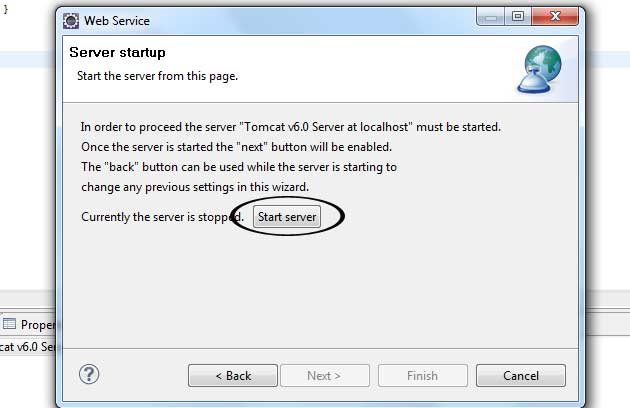 }
Web Service
Server startup
Start the server from this page.
In order to proceed the server "Tomcat v6.0 Server at localhost" must be started.
Once the server is started the "next" button will be enabled.
The "back" button can be used while the server is starting to
change any previous settings in this wizard.
Currently the server is stopped. Start server
Proper
cat v6.0 Se
? < Back Next > Finish Cancel